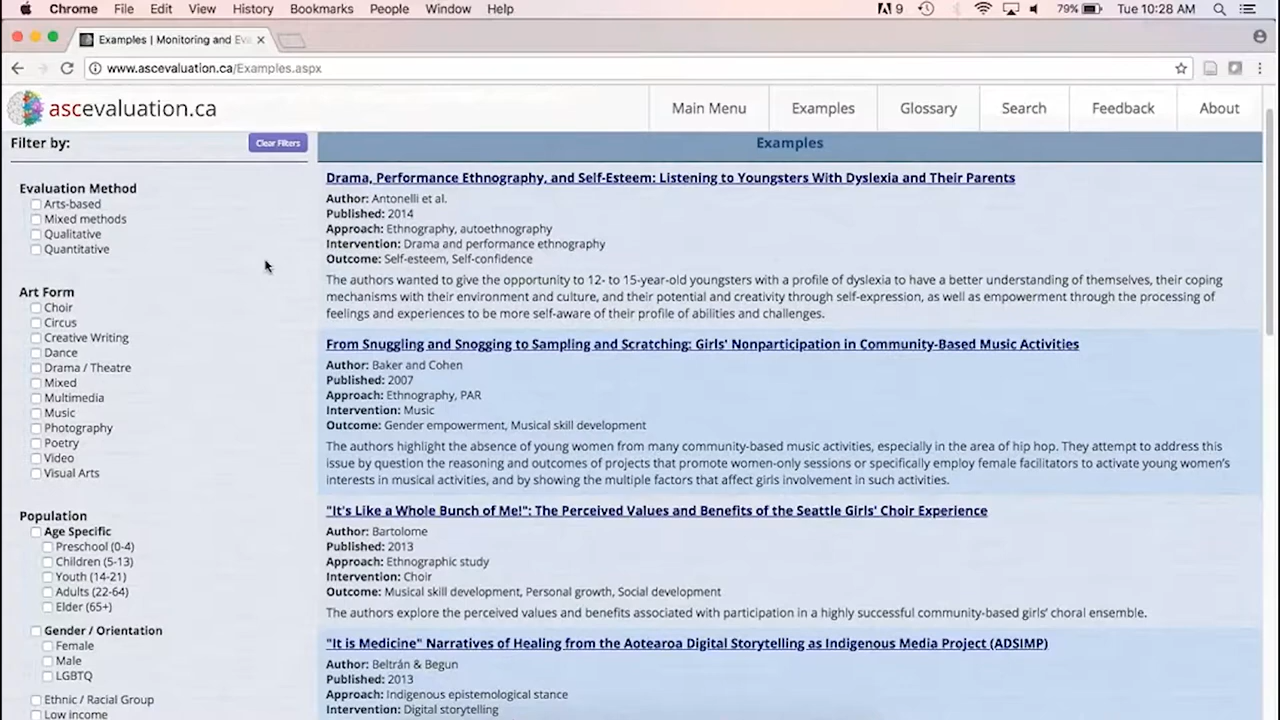 Chrome File Edit View History Bookmarks People Window Help 9 79% Tue 10:28 AM
Examples | Monitoring and Eva
www.ascevaluation.ca/Examples.aspx
ascevaluation.ca Main Menu Examples Glossary Search Feedback About
Filter by: Clear Filters
Evaluation Method
Arts-based
Mixed methods
Qualitative
Quantitative
Art Form
Choir
Circus
Creative Writing
Dance
Drama / Theatre
Mixed
Multimedia
Music
Photography
Poetry
Video
Visual Arts
Population
Age Specific
Preschool (0-4)
Children (5-13)
Youth (14-21)
Adults (22-64)
Elder (65+)
Gender / Orientation
Female
Male
LGBTQ
Ethnic / Racial Group
Low income
Examples
Drama, Performance Ethnography, and Self-Esteem: Listening to Youngsters With Dyslexia and Their Parents
Author: Antonelli et al.
Published: 2014
Approach: Ethnography, autoethnography
Intervention: Drama and performance ethnography
Outcome: Self-esteem, Self-confidence
The authors wanted to give the opportunity to 12- to 15-year-old youngsters with a profile of dyslexia to have a better understanding of themselves, their coping
mechanisms with their environment and culture, and their potential and creativity through self-expression, as well as empowerment through the processing of
feelings and experiences to be more self-aware of their profile of abilities and challenges.
From Snuggling and Snogging to Sampling and Scratching: Girls' Nonparticipation in Community-Based Music Activities
Author: Baker and Cohen
Published: 2007
Approach: Ethnography, PAR
Intervention: Music
Outcome: Gender empowerment, Musical skill development
The authors highlight the absence of young women from many community-based music activities, especially in the area of hip hop. They attempt to address this
issue by question the reasoning and outcomes of projects that promote women-only sessions or specifically employ female facilitators to activate young women's
interests in musical activities, and by showing the multiple factors that affect girls involvement in such activities.
"It's Like a Whole Bunch of Me!": The Perceived Values and Benefits of the Seattle Girls' Choir Experience
Author: Bartolome
Published: 2013
Approach: Ethnographic study
Intervention: Choir
Outcome: Musical skill development, Personal growth, Social development
The authors explore the perceived values and benefits associated with participation in a highly successful community-based girls' choral ensemble.
"It is Medicine" Narratives of Healing from the Aotearoa Digital Storytelling as Indigenous Media Project (ADSIMP)
Author: Beltrán & Begun
Published: 2013
Approach: Indigenous epistemological stance
Intervention: Digital storytelling